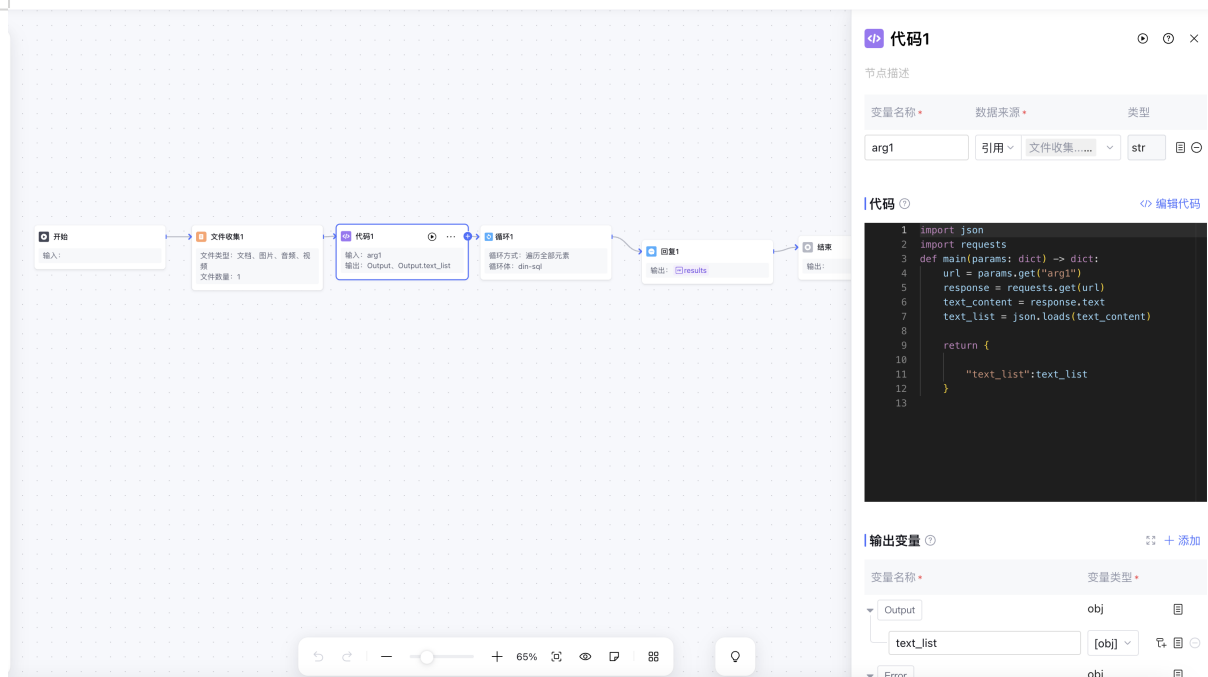 开始
输入:
文件收集1
文件类型: 文档、图片、音频、视
频
文件数量: 1
代码1
输入: arg1
输出: Output、Output.text_list
循环1
循环方式: 遍历全部元素
循环体: din-sql
回复1
输出: results
结束
输出:
65%
代码1
节点描述
变量名称* 数据来源* 类型
arg1 引用 文件收集...... str
代码 编辑代码
1 import json
2 import requests
3 def main(params: dict) -> dict:
4 url = params.get("arg1")
5 response = requests.get(url)
6 text_content = response.text
7 text_list = json.loads(text_content)
8
9 return {
10
11 "text_list":text_list
12 }
13
输出变量 + 添加
变量名称* 变量类型*
Output obj
text_list [obj]
Error obj